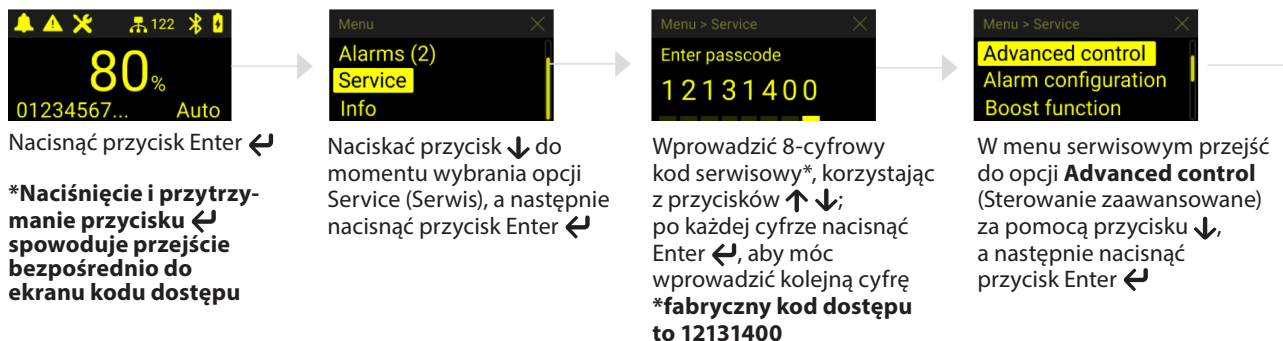 122
80%
01234567... Auto
Nacisnąć przycisk Enter
*Naciśnięcie i przytrzy-
manie przycisku
spowoduje przejście
bezpośrednio do
ekranu kodu dostępu
Menu
Alarms (2)
Service
Info
Naciskać przycisk ↓ do
momentu wybrania opcji
Service (Serwis), a następnie
nacisnąć przycisk Enter
Menu > Service
Enter passcode
12131400
Wprowadzić 8-cyfrowy
kod serwisowy*, korzystając
z przycisków ↑ ↓;
po każdej cyfrze nacisnąć
Enter ↵, aby móc
wprowadzić kolejną cyfrę
*fabryczny kod dostępu
to 12131400
Menu > Service
Advanced control
Alarm configuration
Boost function
W menu serwisowym przejść
do opcji Advanced control
(Sterowanie zaawansowane)
za pomocą przycisku ↓,
a następnie nacisnąć
przycisk Enter